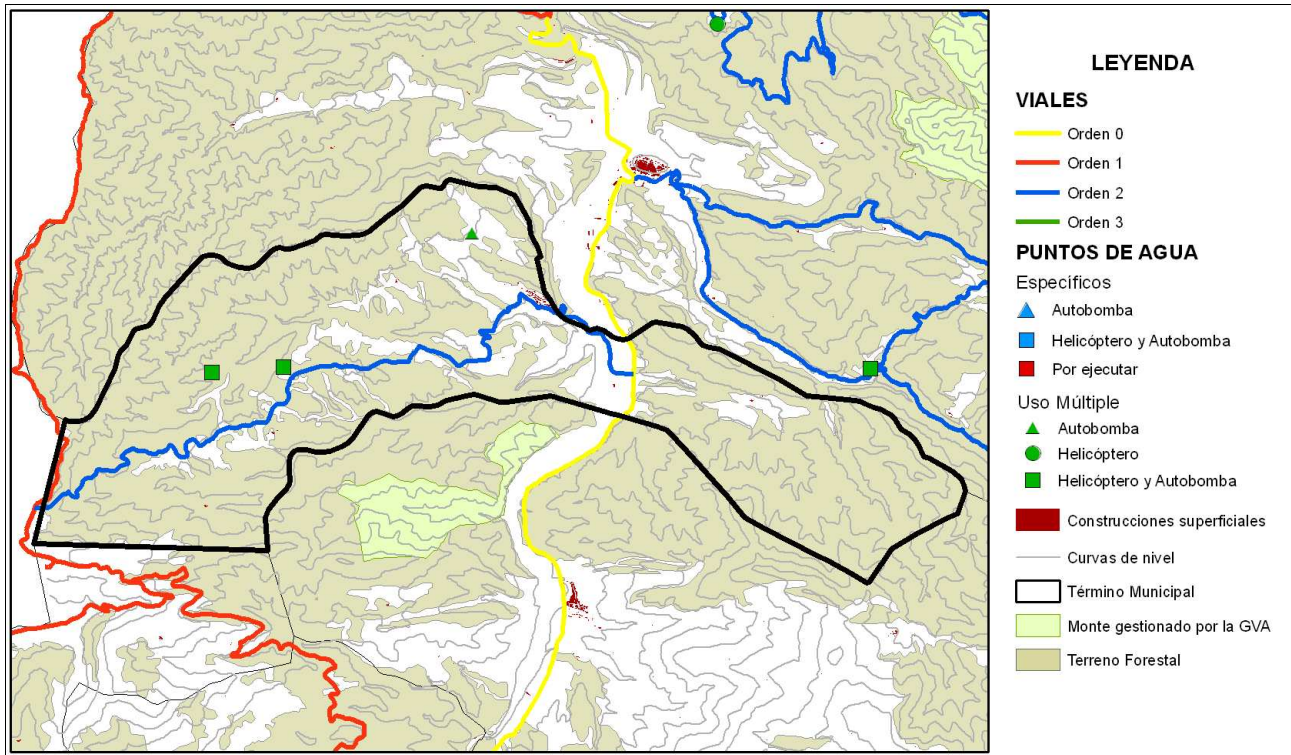 LEYENDA
VIALES
Orden 0
Orden 1
Orden 2
Orden 3
PUNTOS DE AGUA
Específicos
Autobomba
Helicóptero y Autobomba
Por ejecutar
Uso Múltiple
Autobomba
Helicóptero
Helicóptero y Autobomba
Construcciones superficiales
Curvas de nivel
Término Municipal
Monte gestionado por la GVA
Terreno Forestal